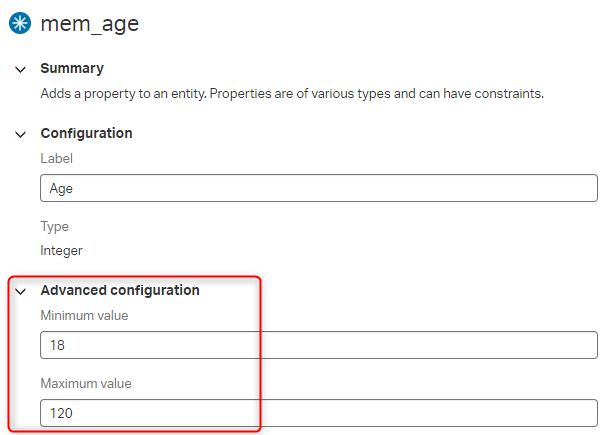 mem_age
Summary
Adds a property to an entity. Properties are of various types and can have constraints.
Configuration
Label
Age
Type
Integer
Advanced configuration
Minimum value
18
Maximum value
120